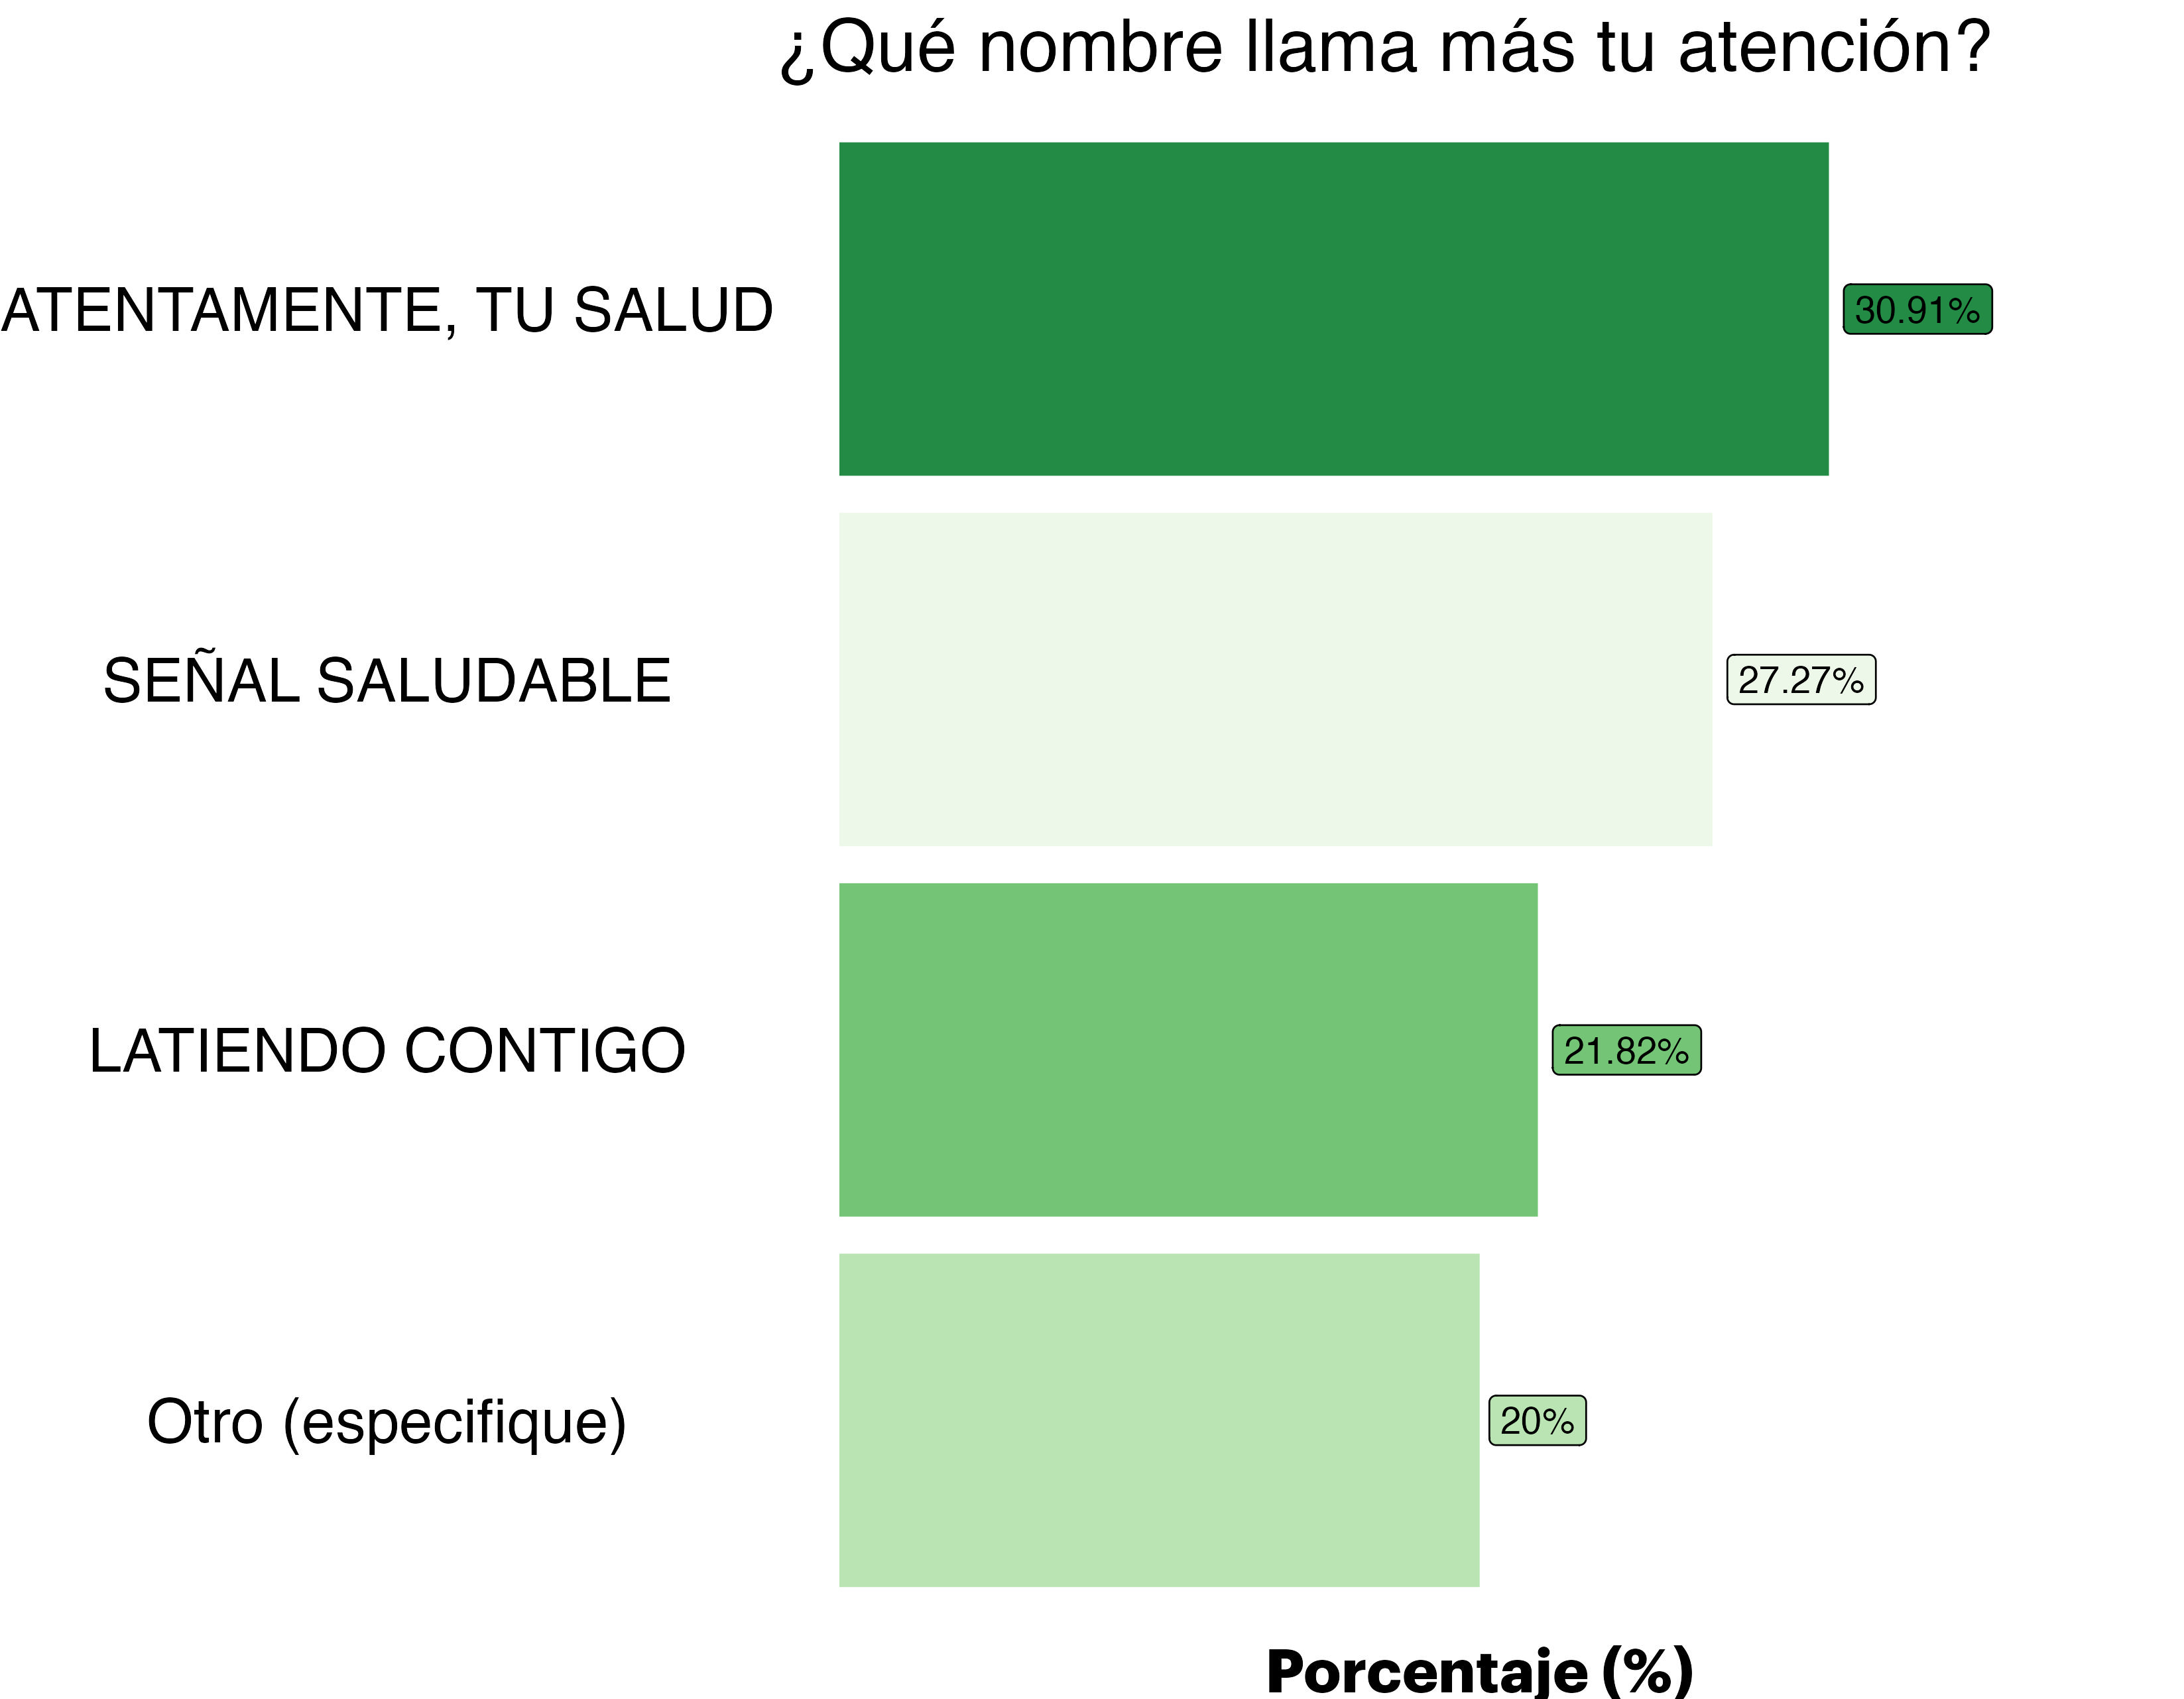 ¿Qué nombre llama más tu atención?
ATENTAMENTE, TU SALUD
30.91%
SEÑAL SALUDABLE
27.27%
LATIENDO CONTIGO
21.82%
Otro (especifique)
20%
Porcentaje (%)